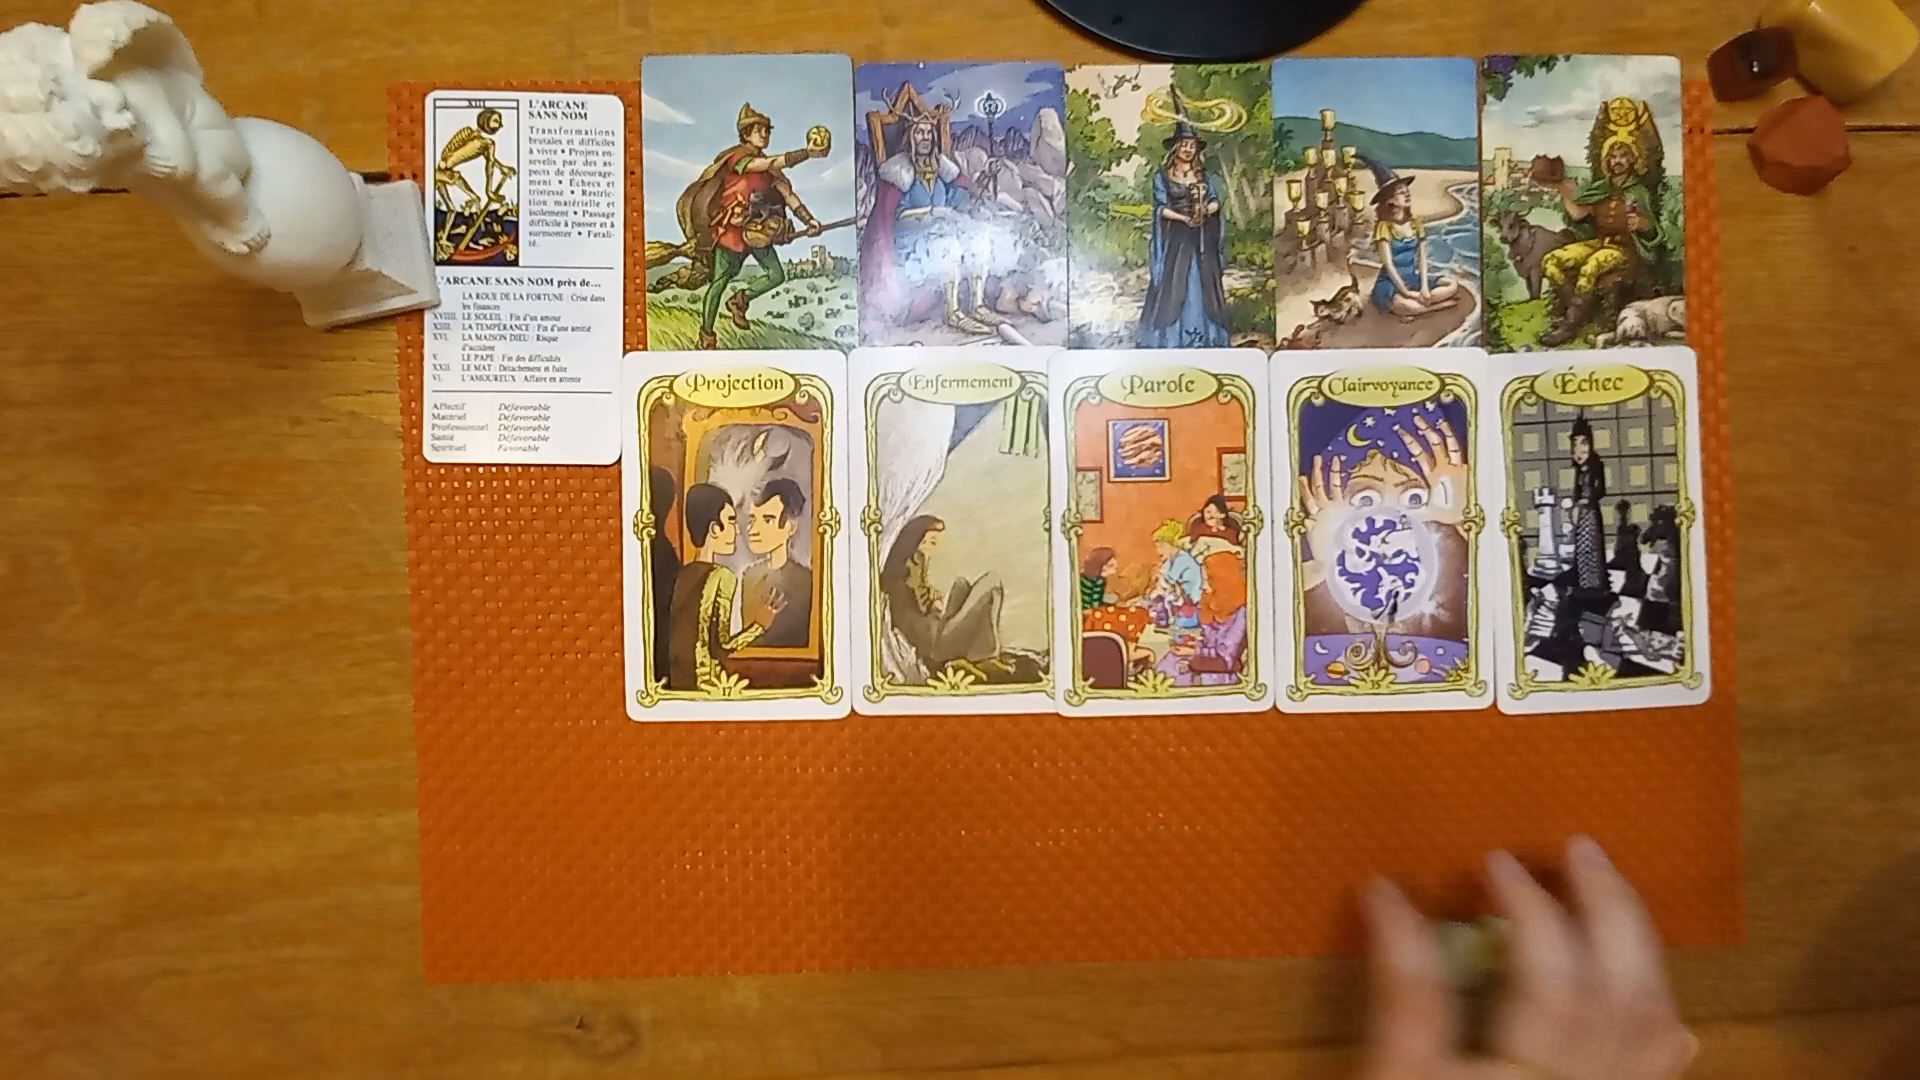 XIII
L'ARCANE
SANS NOM
Transformations
brutales et difficiles
à vivre • Projets en-
sevelis par des as-
pects de décourage-
ment • Échecs et
tristesse • Restric-
tion matérielle et
isolement • Passage
difficile à passer et à
surmonter • Fatali-
té.
L'ARCANE SANS NOM près de...
LA ROUE DE LA FORTUNE : Crise dans
les finances
XVIIII. LE SOLEIL : Fin d'un amour
XIIII. LA TEMPÉRANCE : Fin d'une amitié
XVI. LA MAISON DIEU : Risque
d'accident
V. LE PAPE : Fin des difficultés
XXII. LE MAT : Détachement et fuite
VI. L'AMOUREUX : Affaire en attente
Affectif Défavorable
Matériel Défavorable
Professionnel Défavorable
Santé Défavorable
Spirituel Favorable
Projection
Enfermement
Parole
Clairvoyance
Échec
17
5
35